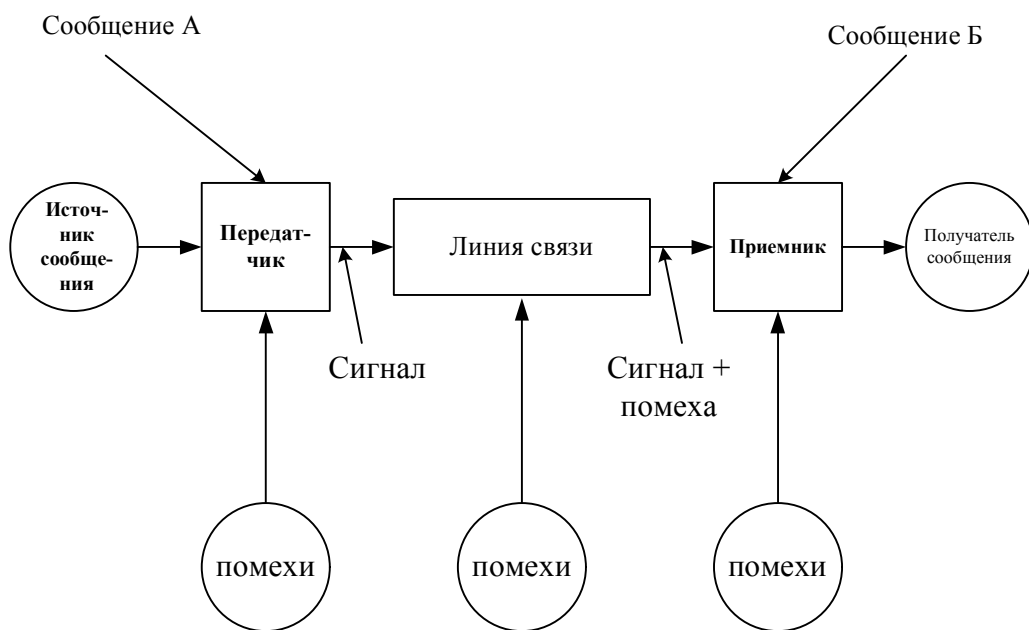 Сообщение А
Сообщение Б
Источ-
ник
сообще-
ния
Передат-
чик
Линия связи
Приемник
Получатель
сообщения
Сигнал
Сигнал +
помеха
помехи
помехи
помехи